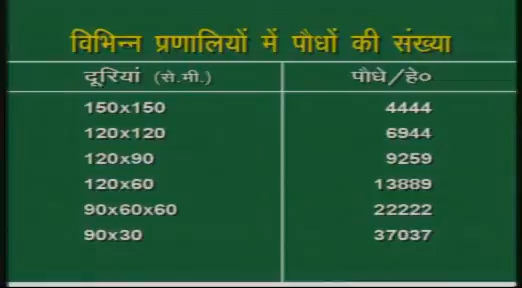 विभिन्न प्रणालियों में पौधों की संख्या
दूरियां (से.मी.) पौधे/हे०
150x150 4444
120x120 6944
120x90 9259
120x60 13889
90x60x60 22222
90x30 37037